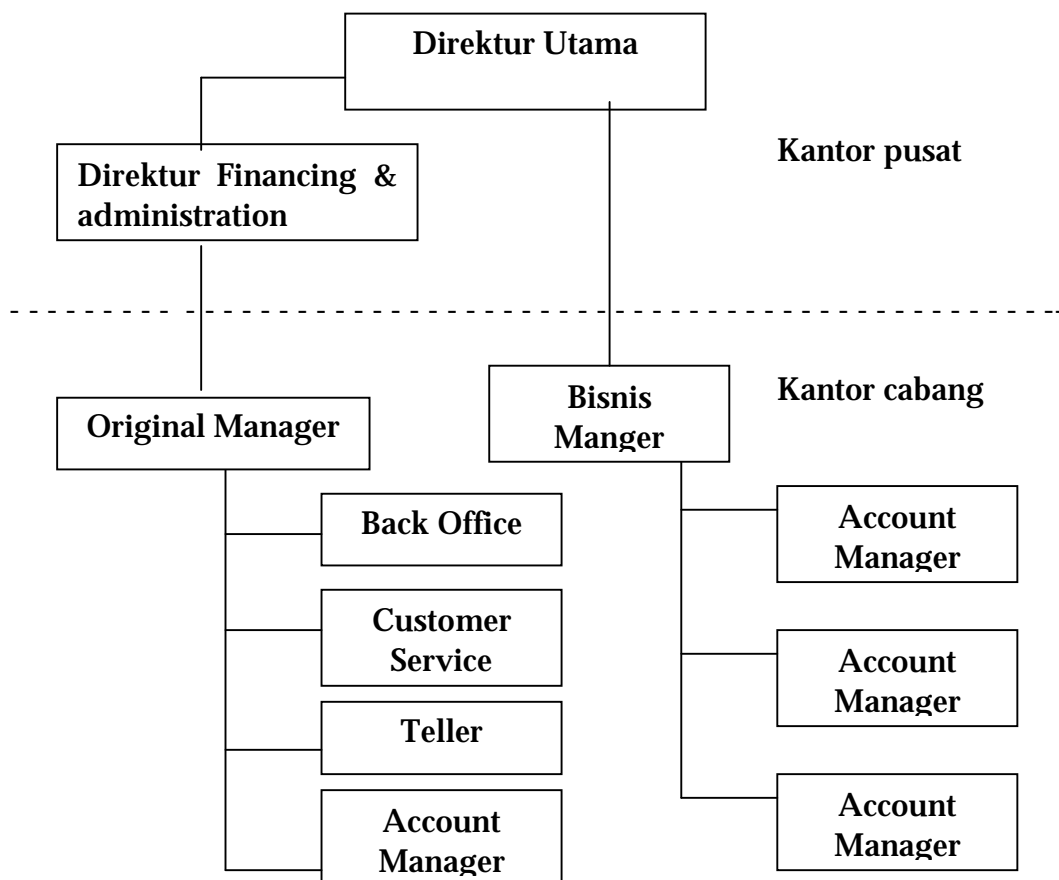 Direktur Utama
Kantor pusat
Direktur Financing &
administration
Kantor cabang
Original Manager
Bisnis
Manger
Back Office
Customer
Service
Teller
Account
Manager
Account
Manager
Account
Manager
Account
Manager